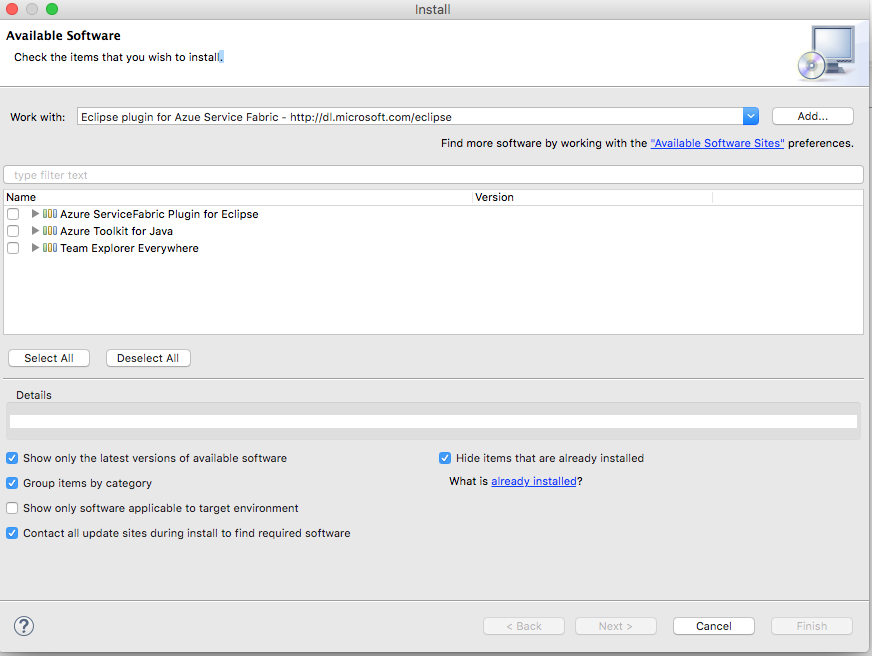 Install
Available Software
Check the items that you wish to install.
Work with: Eclipse plugin for Azue Service Fabric - http://dl.microsoft.com/eclipse Add...
Find more software by working with the "Available Software Sites" preferences.
type filter text
Name Version
Azure ServiceFabric Plugin for Eclipse
Azure Toolkit for Java
Team Explorer Everywhere
Select All Deselect All
Details
Show only the latest versions of available software Hide items that are already installed
Group items by category What is already installed?
Show only software applicable to target environment
Contact all update sites during install to find required software
? < Back Next > Cancel Finish